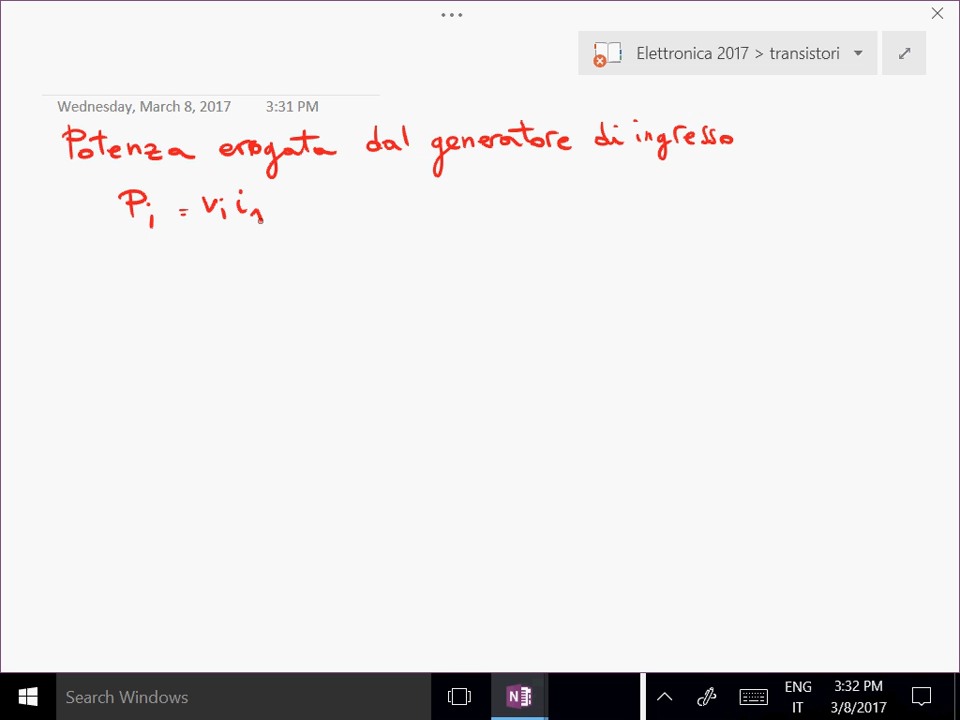 Elettronica 2017 > transistori
Wednesday, March 8, 2017 3:31 PM
Potenza erogata dal generatore di ingresso
Pi = vi i1
Search Windows
N
ENG
IT
3:32 PM
3/8/2017